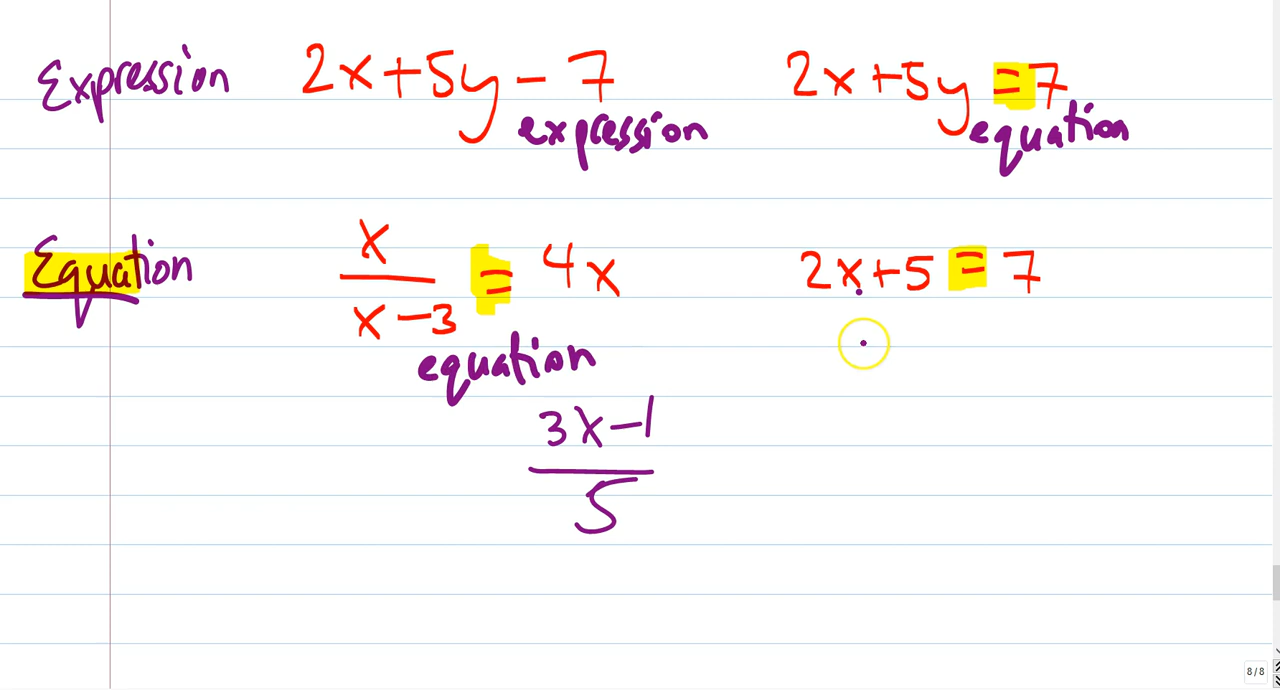 Expression 2x+5y-7 2x+5y=7
expression equation
Equation x/(x-3) = 4x 2x+5=7
equation
3x-1
5
8/8